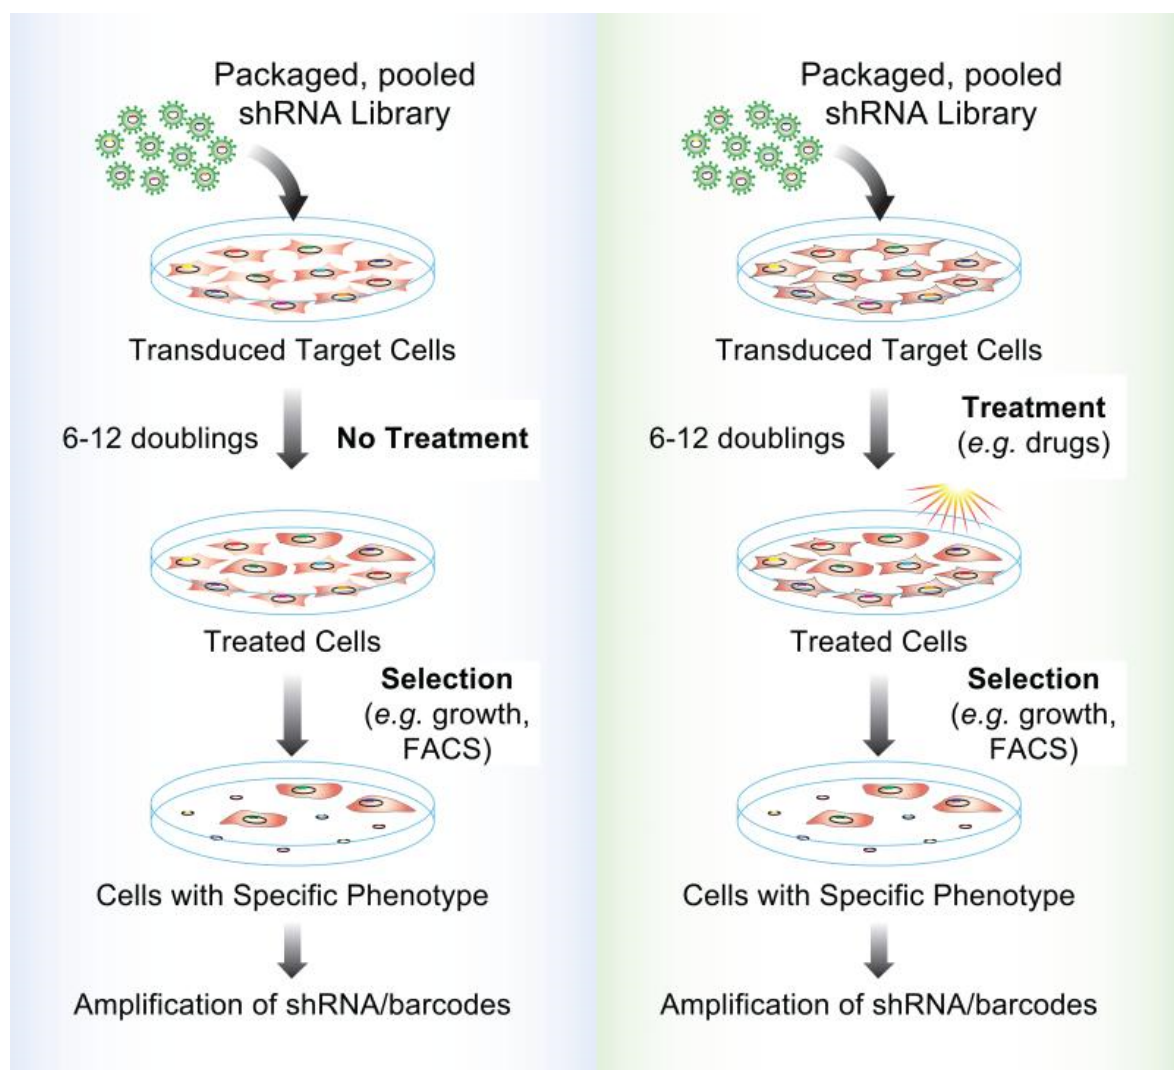 Packaged, pooled
shRNA Library
Transduced Target Cells
6-12 doublings
No Treatment
Treated Cells
Selection
(e.g. growth,
FACS)
Cells with Specific Phenotype
Amplification of shRNA/barcodes
Packaged, pooled
shRNA Library
Transduced Target Cells
6-12 doublings
Treatment
(e.g. drugs)
Treated Cells
Selection
(e.g. growth,
FACS)
Cells with Specific Phenotype
Amplification of shRNA/barcodes